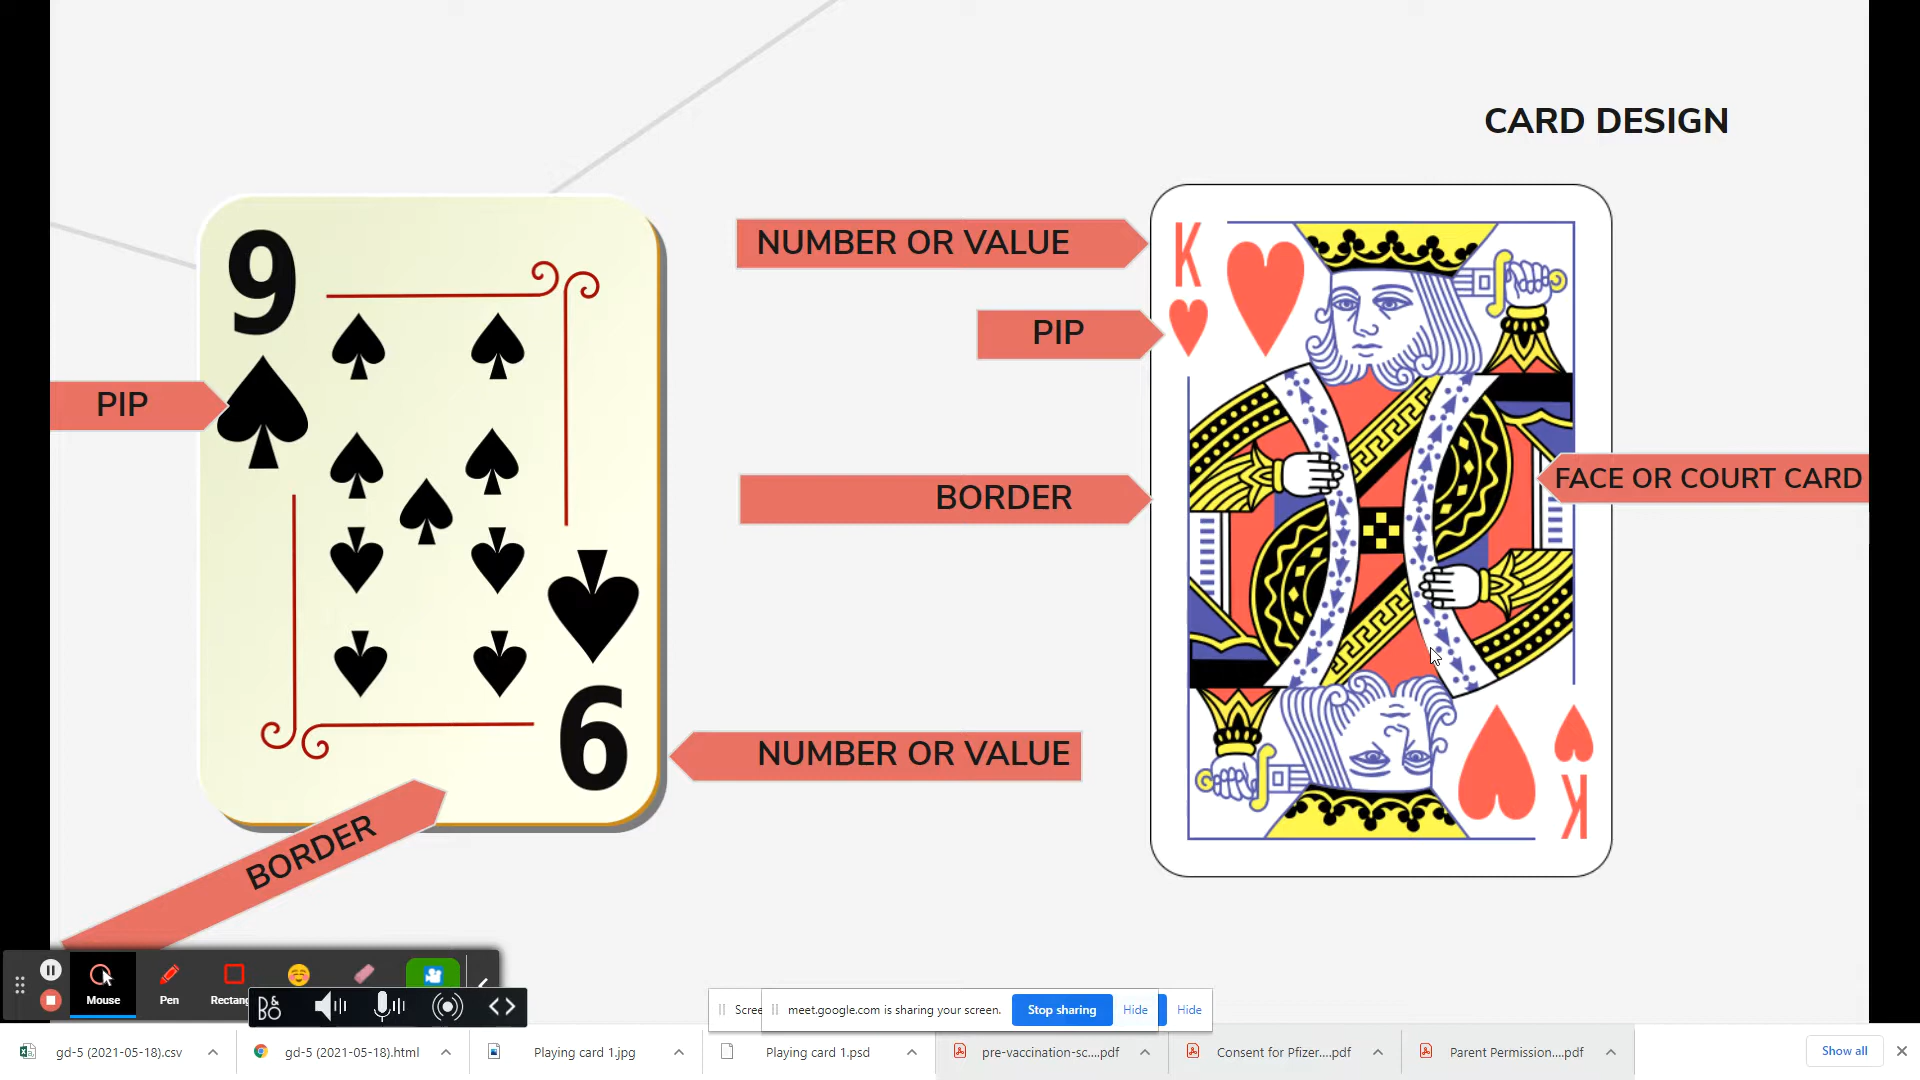 CARD DESIGN
9
NUMBER OR VALUE
K
PIP
PIP
FACE OR COURT CARD
BORDER
NUMBER OR VALUE
9
K
BORDER
Mouse
Pen
Rectang
B&O
Scree
meet.google.com is sharing your screen.
Stop sharing
Hide
Hide
gd-5 (2021-05-18).csv
gd-5 (2021-05-18).html
Playing card 1.jpg
Playing card 1.psd
pre-vaccination-sc....pdf
Consent for Pfizer....pdf
Parent Permission....pdf
Show all